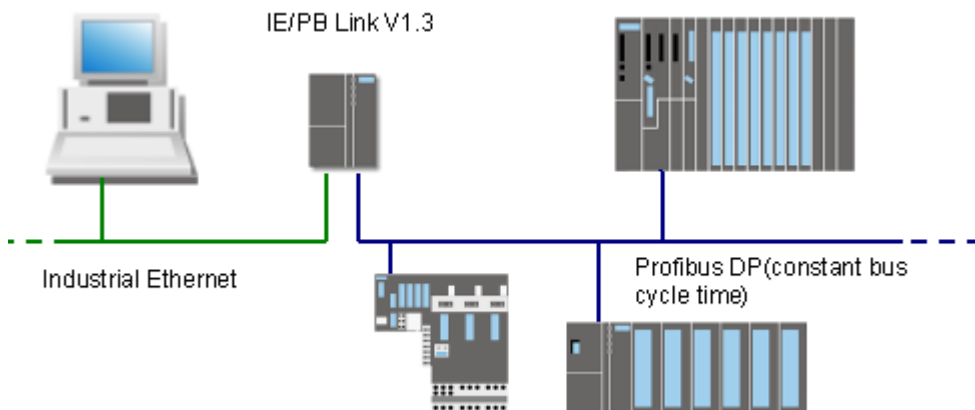 IE/PB Link V1.3
Industrial Ethernet
Profibus DP(constant bus
cycle time)